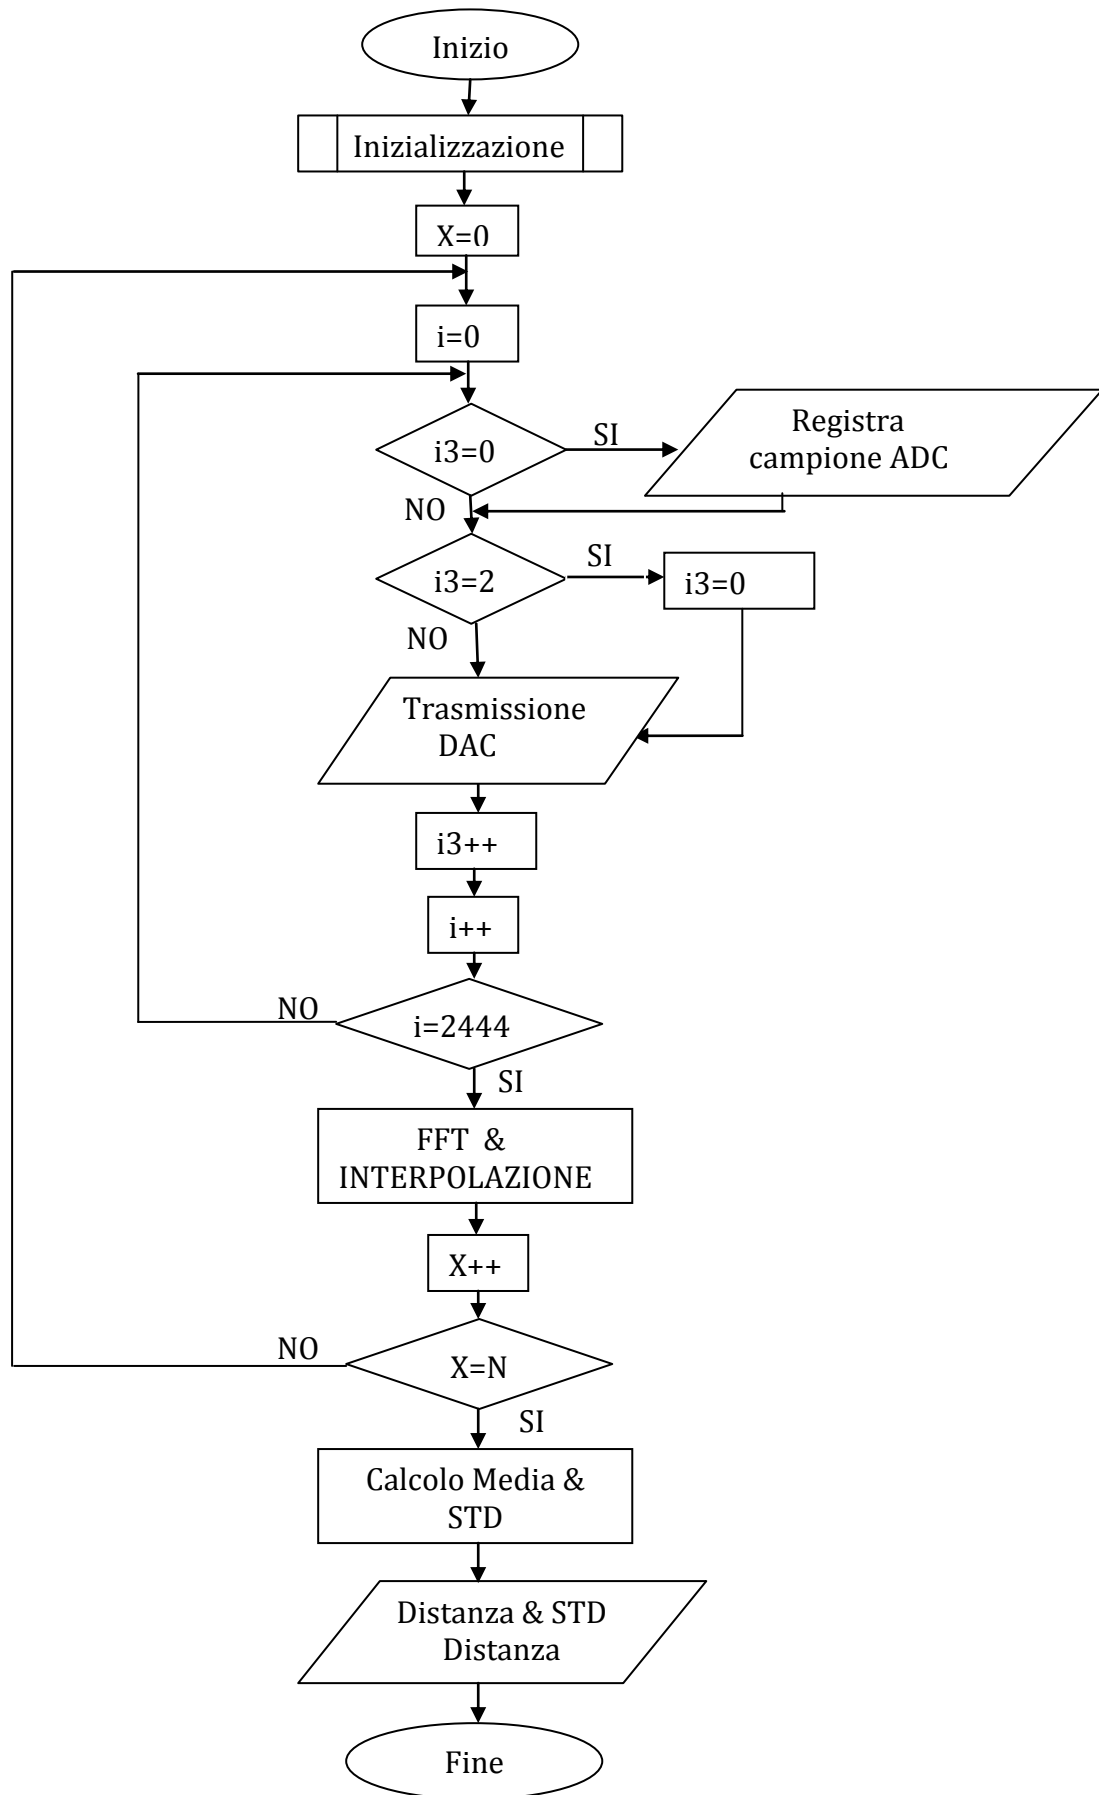 Inizio
Inizializzazione
X=0
i=0
i3=0
SI
Registra
campione ADC
NO
i3=2
SI
i3=0
NO
Trasmissione
DAC
i3++
i++
NO
i=2444
SI
FFT &
INTERPOLAZIONE
X++
NO
X=N
SI
Calcolo Media &
STD
Distanza & STD
Distanza
Fine